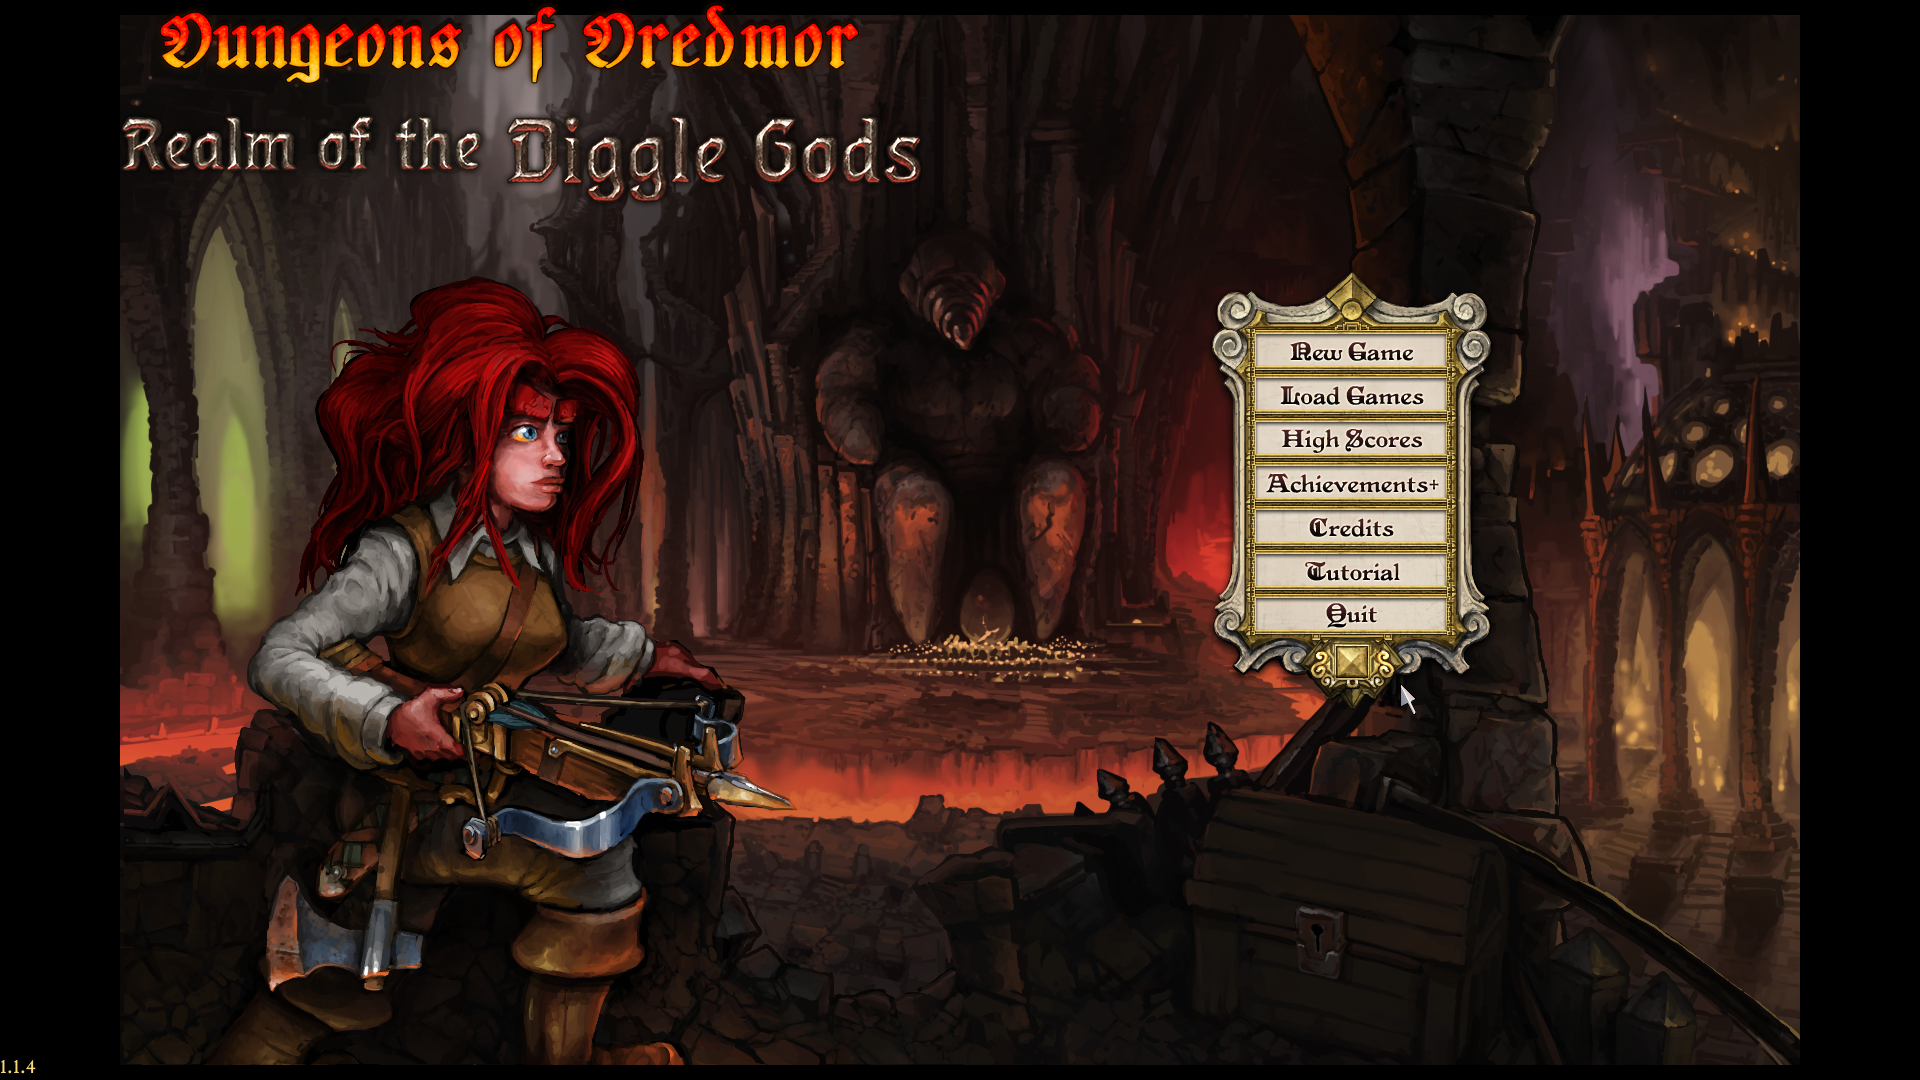 Dungeons of Dredmor
Realm of the Diggle Gods
New Game
Load Games
High Scores
Achievements+
Credits
Tutorial
Quit
1.1.4